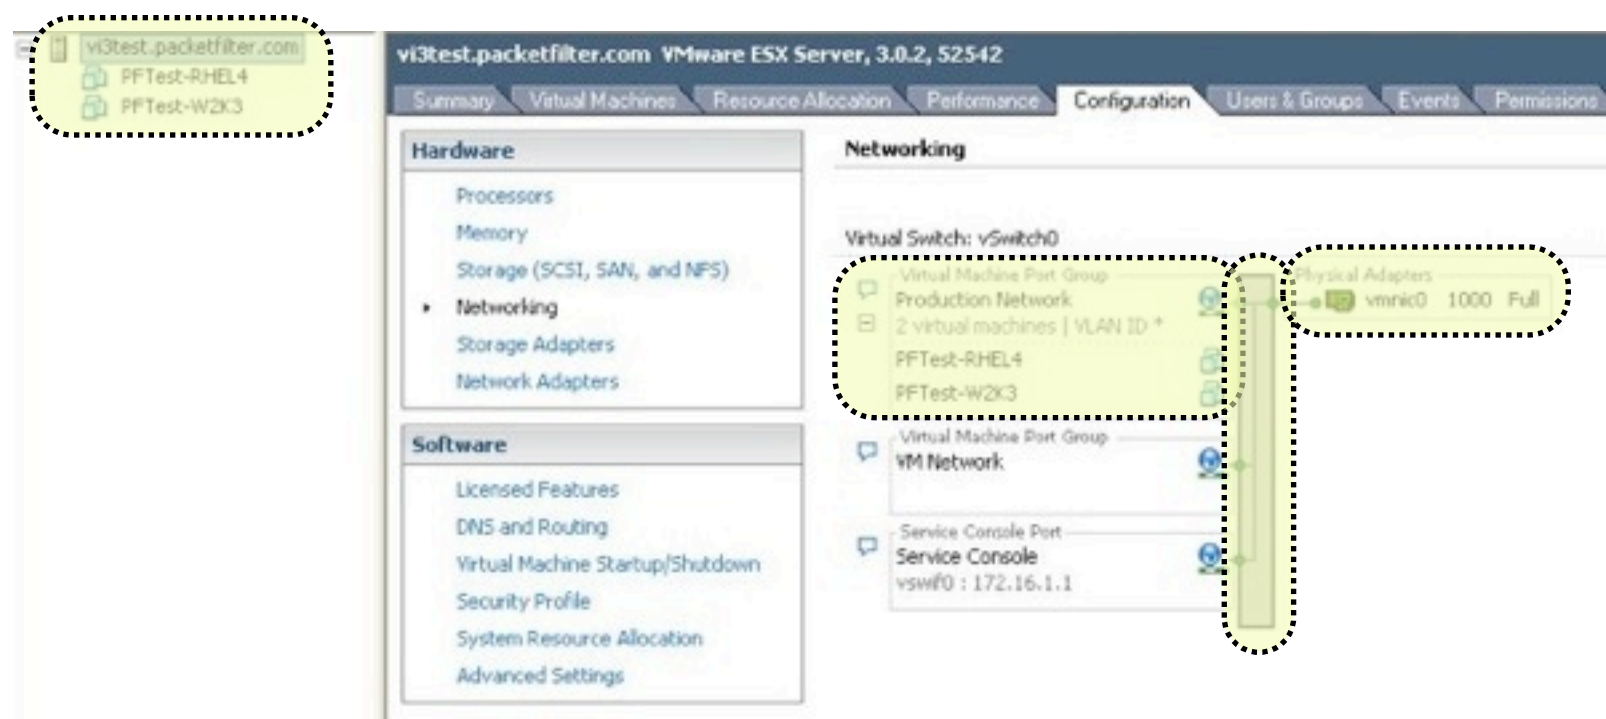 vi3test.packetfilter.com
PFTest-RHEL4
PFTest-W2K3
vi3test.packetfilter.com VMware ESX Server, 3.0.2, 52542
Summary Virtual Machines Resource Allocation Performance Configuration Users & Groups Events Permissions
Hardware
Processors
Memory
Storage (SCSI, SAN, and NFS)
Networking
Storage Adapters
Network Adapters
Software
Licensed Features
DNS and Routing
Virtual Machine Startup/Shutdown
Security Profile
System Resource Allocation
Advanced Settings
Networking
Virtual Switch: vSwitch0
Virtual Machine Port Group
Production Network
2 virtual machines | VLAN ID *
PFTest-RHEL4
PFTest-W2K3
Physical Adapters
vmnic0 1000 Full
Virtual Machine Port Group
VM Network
Service Console Port
Service Console
vswif0 : 172.16.1.1